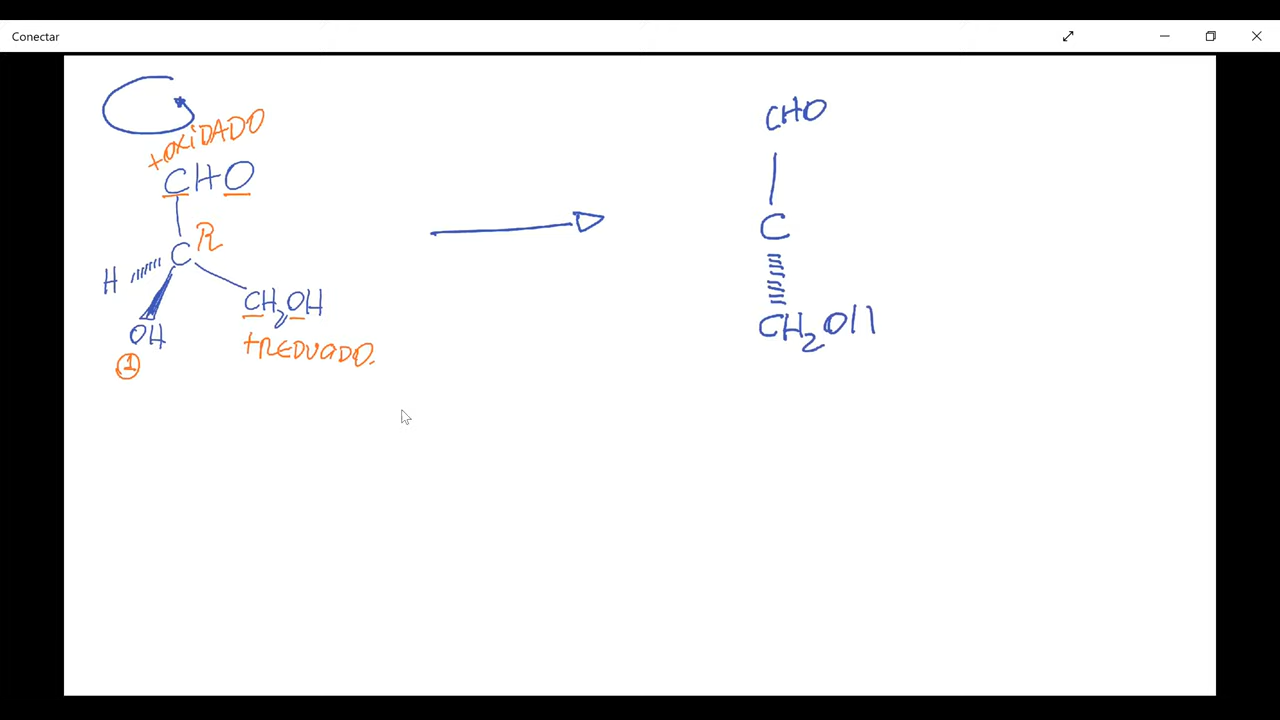 Conectar
+OXIDADO
CHO
C R
H
OH
CH2OH
1
+REDUCIDO.
CHO
C
CH2OH